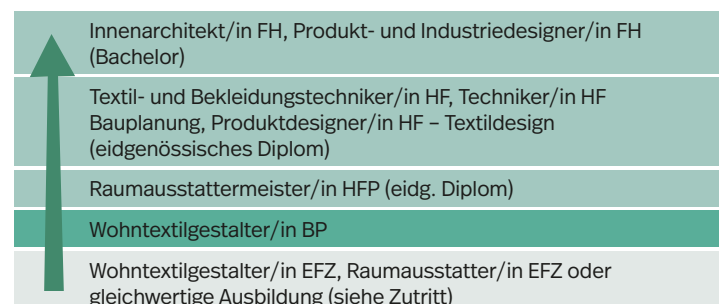 Innenarchitekt/in FH, Produkt- und Industriedesigner/in FH
(Bachelor)
Textil- und Bekleidungstechniker/in HF, Techniker/in HF
Bauplanung, Produktdesigner/in HF – Textildesign
(eidgenössisches Diplom)
Raumausstattermeister/in HFP (eidg. Diplom)
Wohntextilgestalter/in BP
Wohntextilgestalter/in EFZ, Raumausstatter/in EFZ oder
gleichwertige Ausbildung (siehe Zutritt)